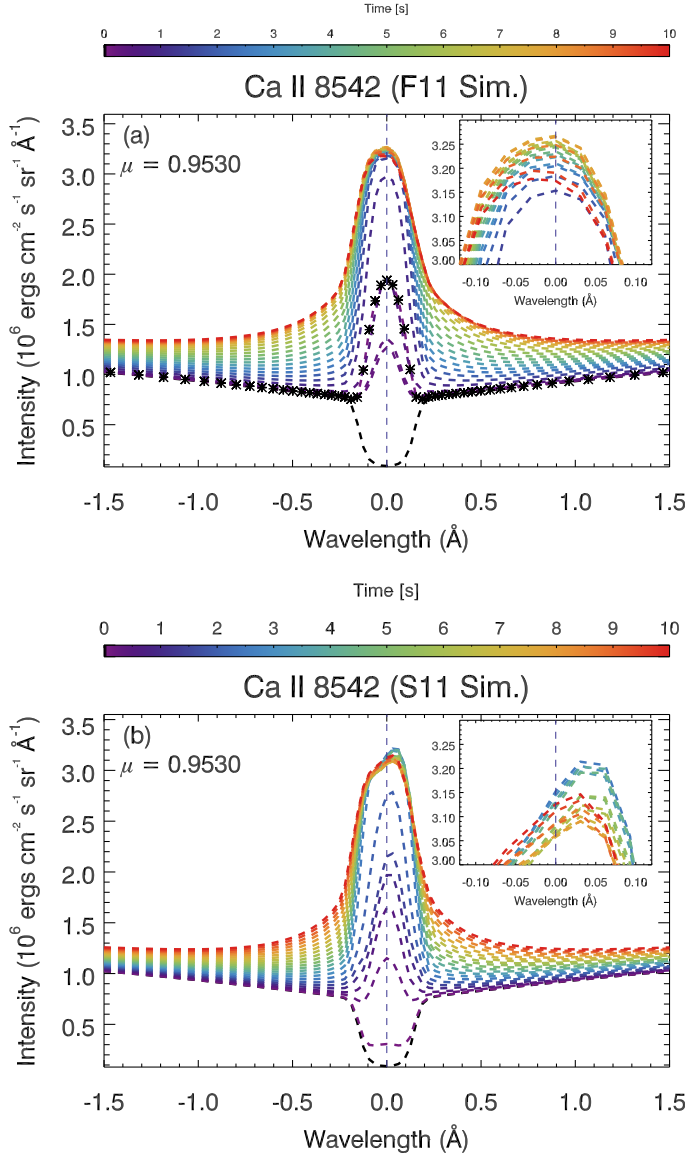 Time [s]
0 1 2 3 4 5 6 7 8 9 10
Ca II 8542 (F11 Sim.)
(a)
μ = 0.9530
3.5
3.0
2.5
2.0
1.5
1.0
0.5
Intensity (10⁶ ergs cm⁻² s⁻¹ sr⁻¹ Å⁻¹)
3.25
3.20
3.15
3.10
3.05
3.00
-0.10 -0.05 0.00 0.05 0.10
Wavelength (Å)
-1.5 -1.0 -0.5 0.0 0.5 1.0 1.5
Wavelength (Å)
Time [s]
0 1 2 3 4 5 6 7 8 9 10
Ca II 8542 (S11 Sim.)
(b)
μ = 0.9530
3.5
3.0
2.5
2.0
1.5
1.0
0.5
Intensity (10⁶ ergs cm⁻² s⁻¹ sr⁻¹ Å⁻¹)
3.25
3.20
3.15
3.10
3.05
3.00
-0.10 -0.05 0.00 0.05 0.10
Wavelength (Å)
-1.5 -1.0 -0.5 0.0 0.5 1.0 1.5
Wavelength (Å)